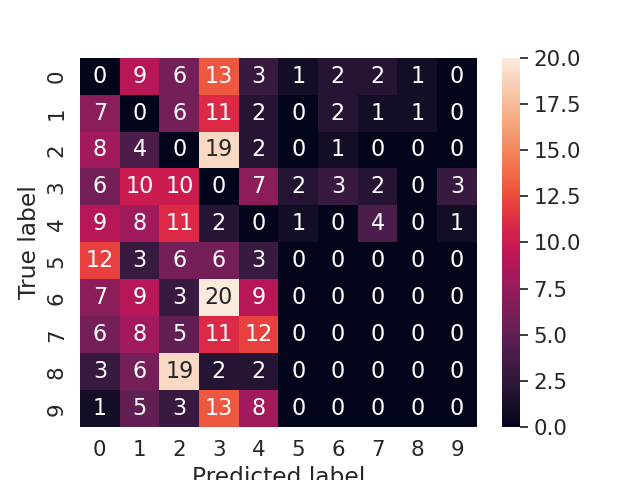 0 0 9 6 13 3 1 2 2 1 0 20.0
1 7 0 6 11 2 0 2 1 1 0 17.5
2 8 4 0 19 2 0 1 0 0 0 15.0
3 6 10 10 0 7 2 3 2 0 3 12.5
4 9 8 11 2 0 1 0 4 0 1 10.0
5 12 3 6 6 3 0 0 0 0 0 7.5
6 7 9 3 20 9 0 0 0 0 0 5.0
7 6 8 5 11 12 0 0 0 0 0 2.5
8 3 6 19 2 2 0 0 0 0 0 0.0
9 1 5 3 13 8 0 0 0 0 0
0 1 2 3 4 5 6 7 8 9
True label
Predicted label